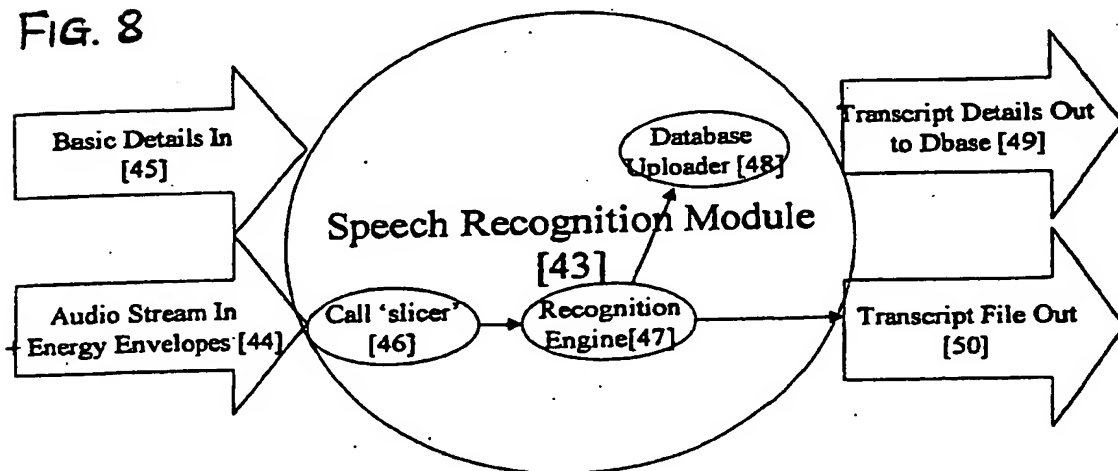 FIG. 8
Basic Details In
[45]
Audio Stream In
+ Energy Envelopes [44]
Speech Recognition Module
[43]
Call ‘slicer’
[46]
Recognition
Engine[47]
Database
Uploader [48]
Transcript Details Out
to Dbase [49]
Transcript File Out
[50]